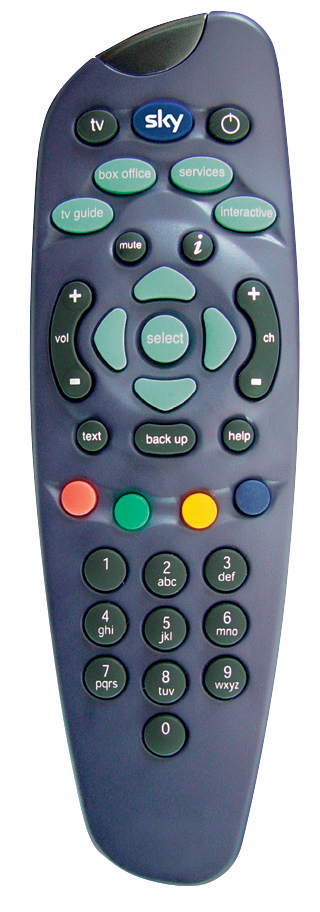 tv
sky
box office
services
tv guide
interactive
mute
i
+
+
vol
select
ch
-
-
text
back up
help
1
2
abc
3
def
4
ghi
5
jkl
6
mno
7
pqrs
8
tuv
9
wxyz
0